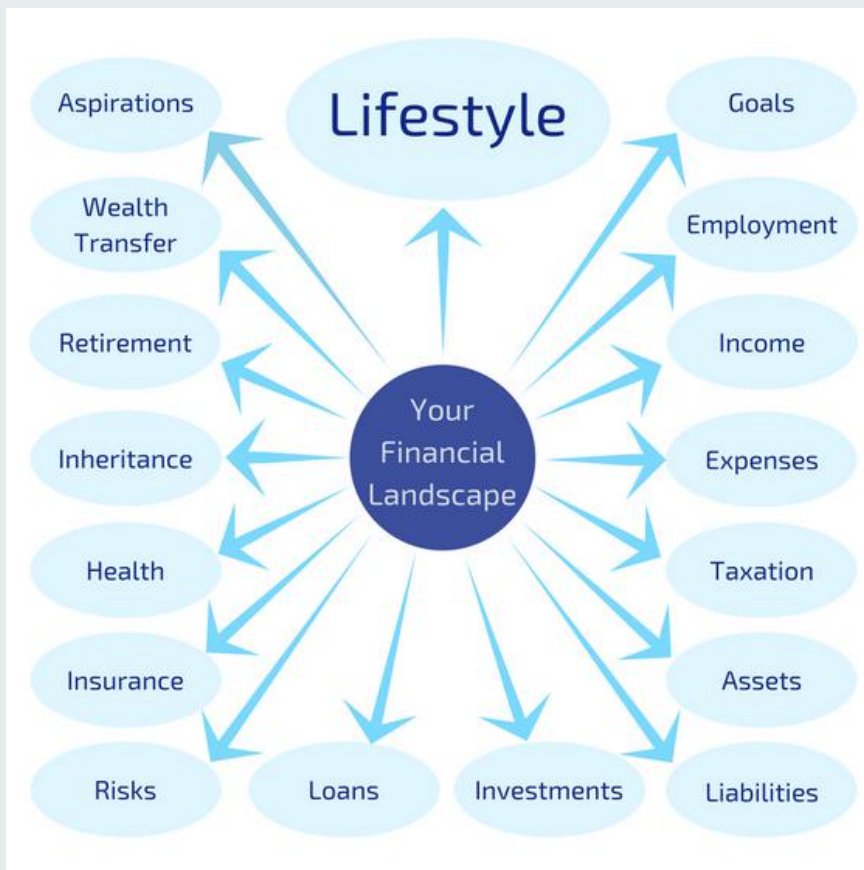 Aspirations
Lifestyle
Goals
Wealth
Transfer
Employment
Retirement
Income
Your
Financial
Landscape
Inheritance
Expenses
Health
Taxation
Insurance
Assets
Risks
Loans
Investments
Liabilities